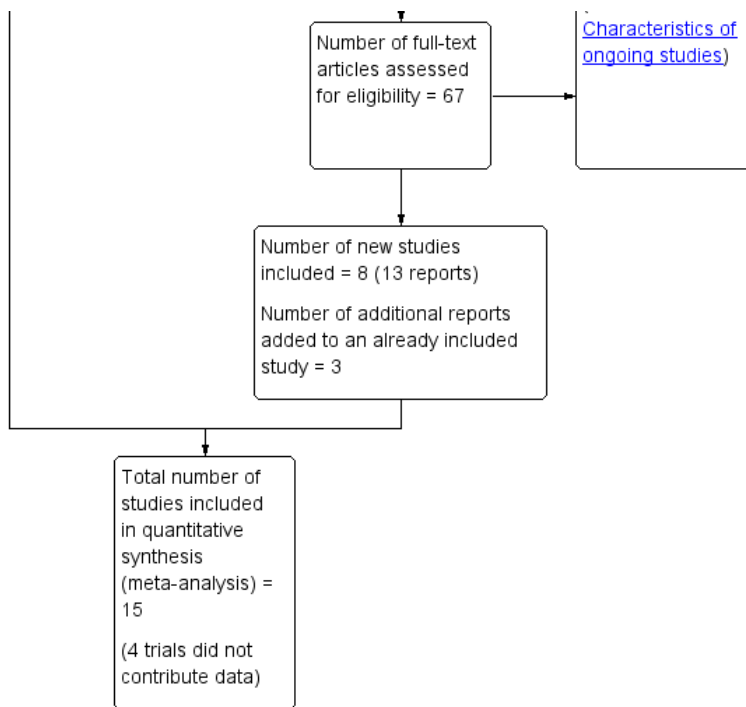 Number of full-text
articles assessed
for eligibility = 67
Characteristics of
ongoing studies)
Number of new studies
included = 8 (13 reports)
Number of additional reports
added to an already included
study = 3
Total number of
studies included
in quantitative
synthesis
(meta-analysis) =
15
(4 trials did not
contribute data)